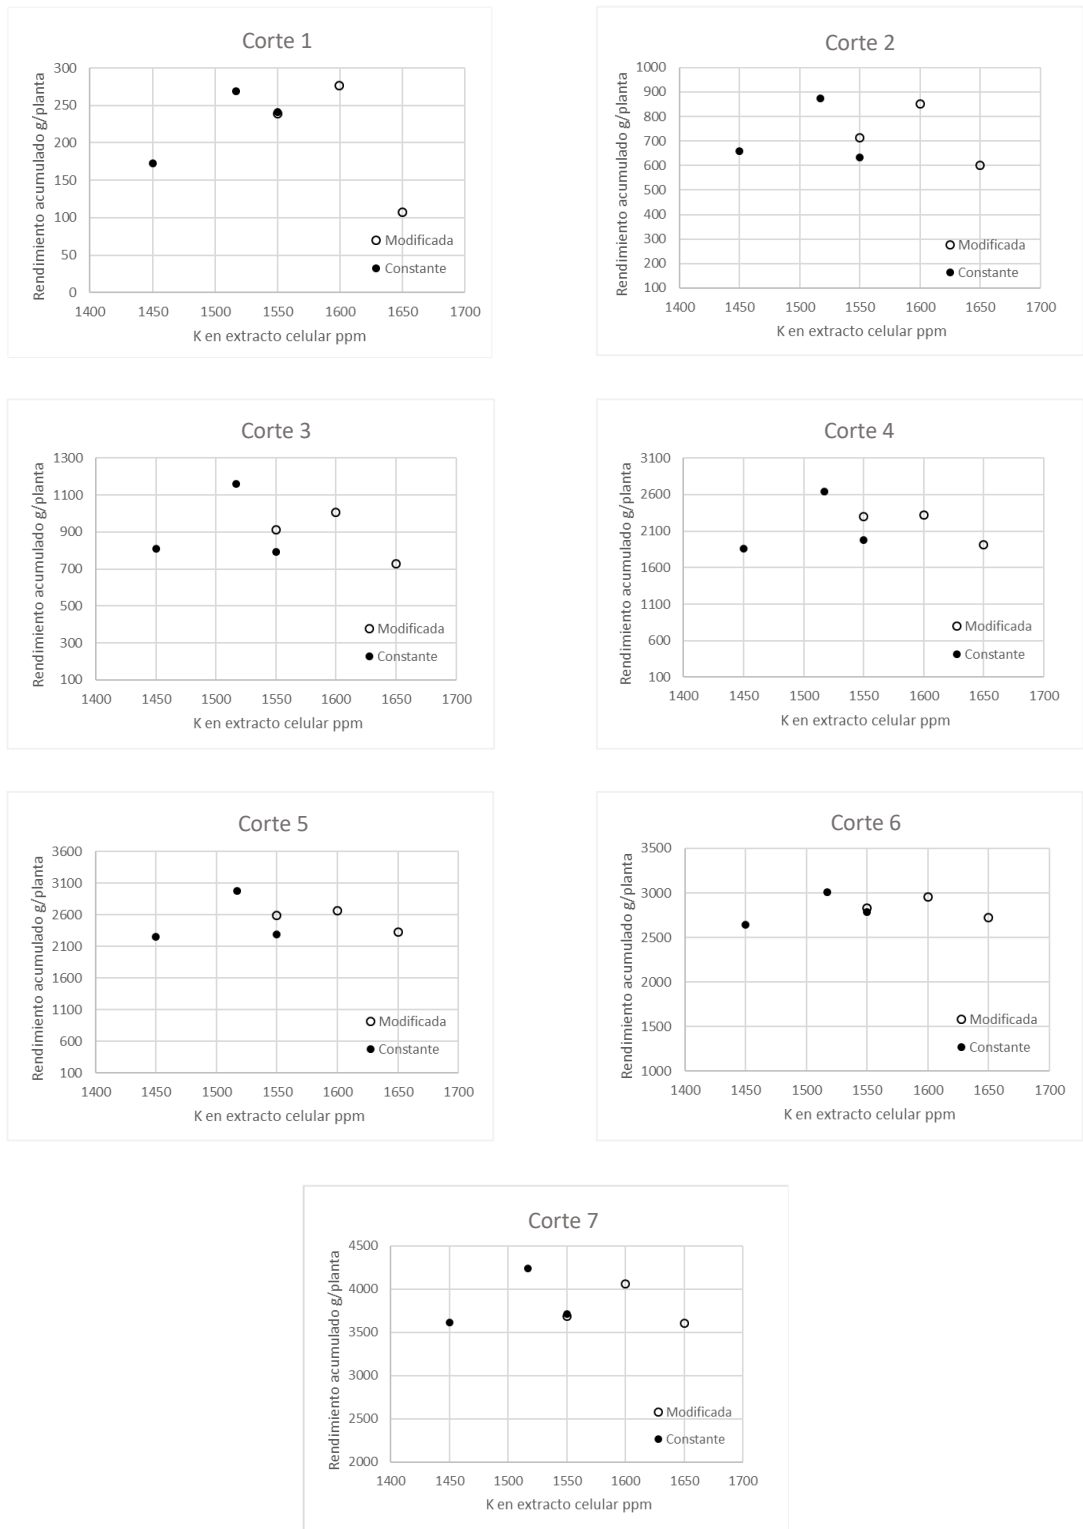 Corte 1
Rendimiento acumulado g/planta
300
250
200
150
100
50
0
1400 1450 1500 1550 1600 1650 1700
K en extracto celular ppm
Modificada
Constante
Corte 2
Rendimiento acumulado g/planta
1000
900
800
700
600
500
400
300
200
100
1400 1450 1500 1550 1600 1650 1700
K en extracto celular ppm
Modificada
Constante
Corte 3
Rendimiento acumulado g/planta
1300
1100
900
700
500
300
100
1400 1450 1500 1550 1600 1650 1700
K en extracto celular ppm
Modificada
Constante
Corte 4
Rendimiento acumulado g/planta
3100
2600
2100
1600
1100
600
100
1400 1450 1500 1550 1600 1650 1700
K en extracto celular ppm
Modificada
Constante
Corte 5
Rendimiento acumulado g/planta
3600
3100
2600
2100
1600
1100
600
100
1400 1450 1500 1550 1600 1650 1700
K en extracto celular ppm
Modificada
Constante
Corte 6
Rendimiento acumulado g/planta
3500
3000
2500
2000
1500
1000
1400 1450 1500 1550 1600 1650 1700
K en extracto celular ppm
Modificada
Constante
Corte 7
Rendimiento acumulado g/planta
4500
4000
3500
3000
2500
2000
1400 1450 1500 1550 1600 1650 1700
K en extracto celular ppm
Modificada
Constante